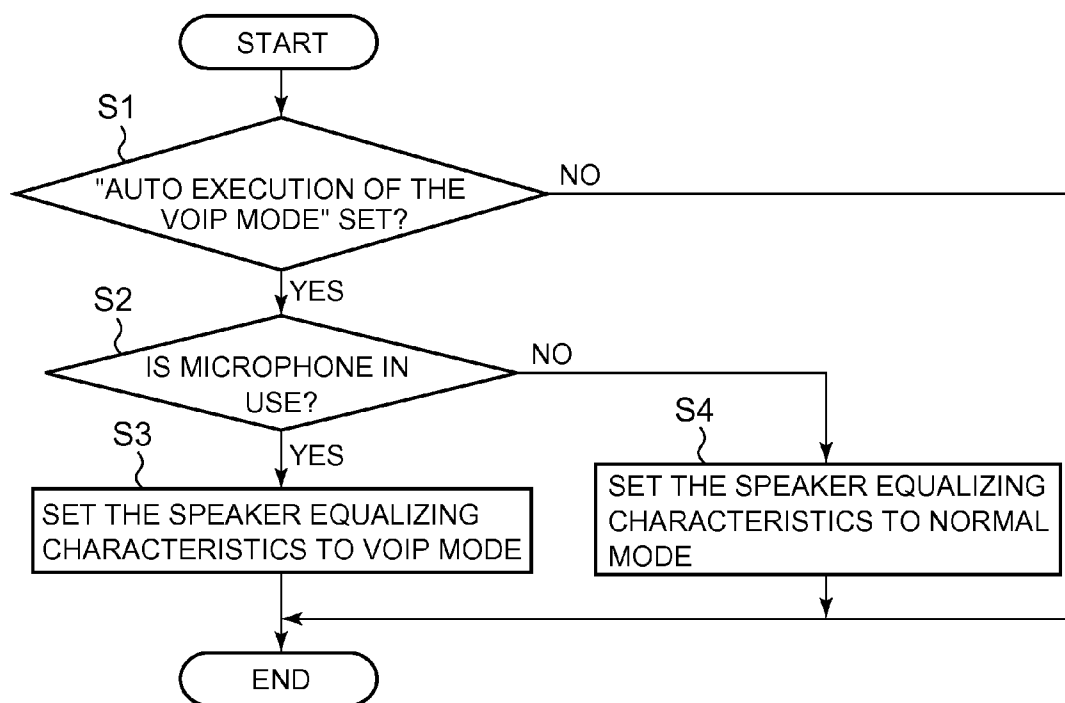 START
S1
"AUTO EXECUTION OF THE
VOIP MODE" SET?
NO
YES
S2
IS MICROPHONE IN
USE?
NO
YES
S3
SET THE SPEAKER EQUALIZING
CHARACTERISTICS TO VOIP MODE
S4
SET THE SPEAKER EQUALIZING
CHARACTERISTICS TO NORMAL
MODE
END